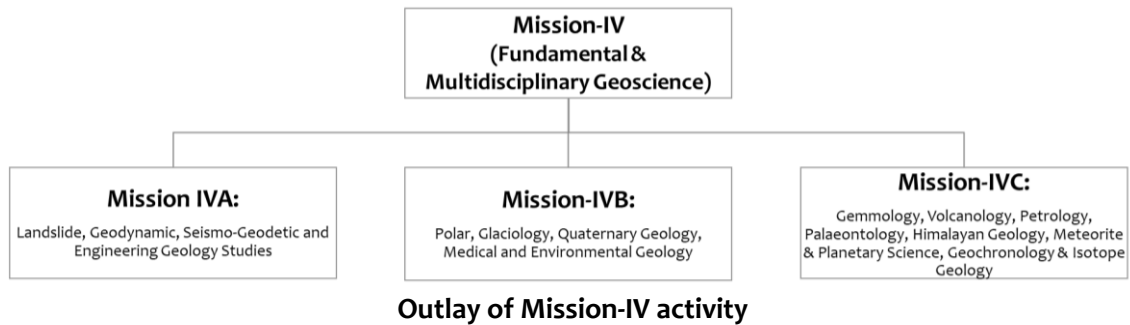 Mission-IV
(Fundamental &
Multidisciplinary Geoscience)
Mission IVA:
Landslide, Geodynamic, Seismo-Geodetic and
Engineering Geology Studies
Mission-IVB:
Polar, Glaciology, Quaternary Geology,
Medical and Environmental Geology
Mission-IVC:
Gemmology, Volcanology, Petrology,
Palaeontology, Himalayan Geology, Meteorite
& Planetary Science, Geochronology & Isotope
Geology
Outlay of Mission-IV activity